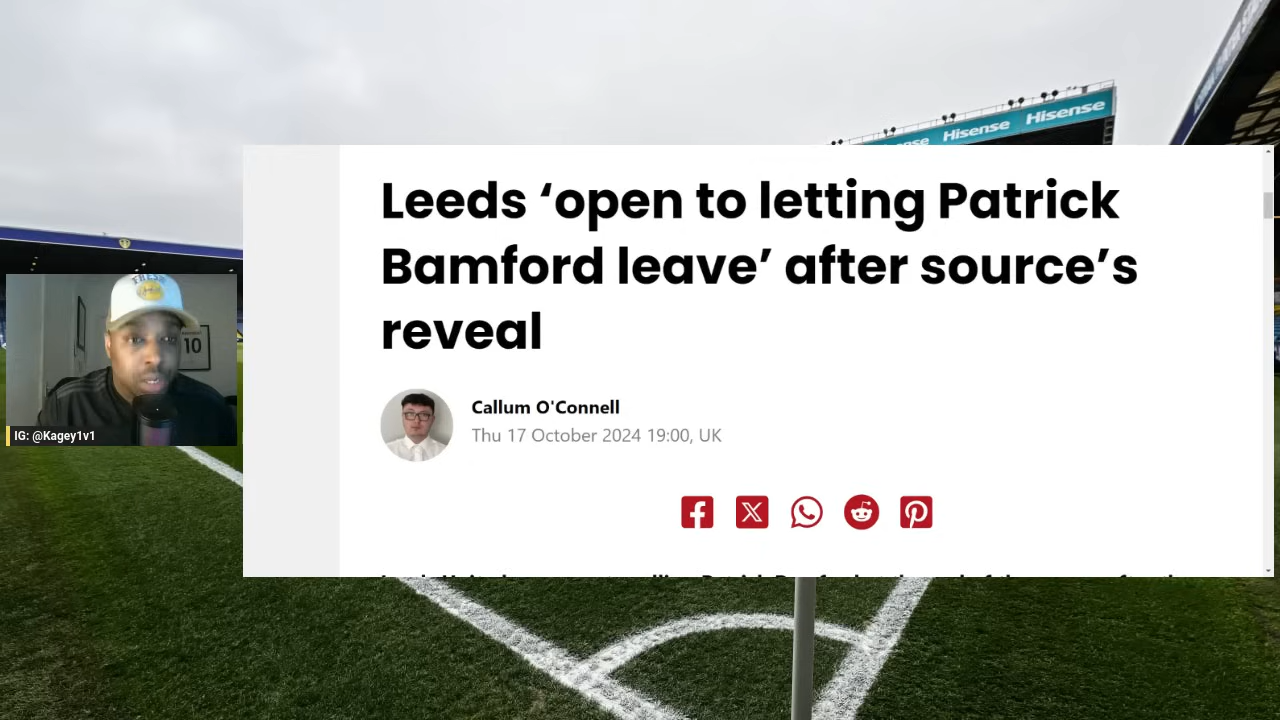 Hisense
Hisense
Leeds ‘open to letting Patrick
Bamford leave’ after source’s
reveal
10
Callum O'Connell
Thu 17 October 2024 19:00, UK
IG: @Kagey1v1